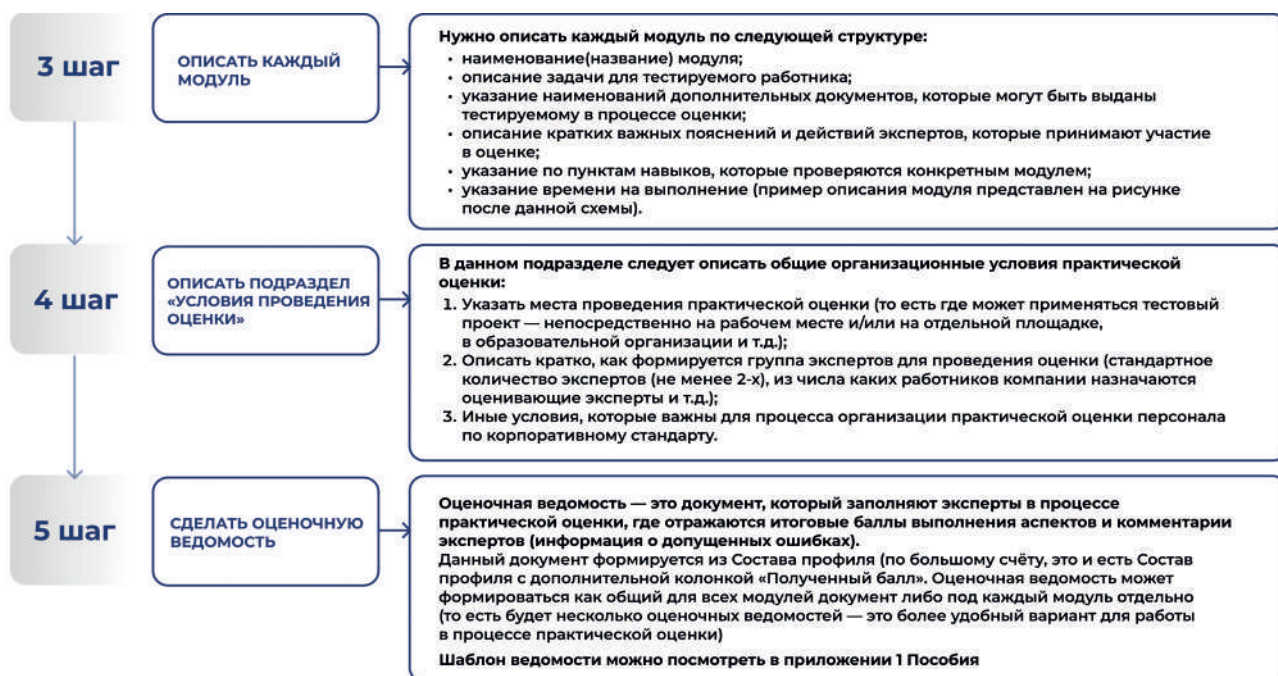 3 шаг
ОПИСАТЬ КАЖДЫЙ
МОДУЛЬ
Нужно описать каждый модуль по следующей структуре:
• наименование(название) модуля;
• описание задачи для тестируемого работника;
• указание наименований дополнительных документов, которые могут быть выданы
тестируемому в процессе оценки;
• описание кратких важных пояснений и действий экспертов, которые принимают участие
в оценке;
• указание по пунктам навыков, которые проверяются конкретным модулем;
• указание времени на выполнение (пример описания модуля представлен на рисунке
после данной схемы).
4 шаг
ОПИСАТЬ ПОДРАЗДЕЛ
«УСЛОВИЯ ПРОВЕДЕНИЯ
ОЦЕНКИ»
В данном подразделе следует описать общие организационные условия практической
оценки:
1. Указать места проведения практической оценки (то есть где может применяться тестовый
проект — непосредственно на рабочем месте и/или на отдельной площадке,
в образовательной организации и т.д.);
2. Описать кратко, как формируется группа экспертов для проведения оценки (стандартное
количество экспертов (не менее 2-х), из числа каких работников компании назначаются
оценивающие эксперты и т.д.);
3. Иные условия, которые важны для процесса организации практической оценки персонала
по корпоративному стандарту.
5 шаг
СДЕЛАТЬ ОЦЕНОЧНУЮ
ВЕДОМОСТЬ
Оценочная ведомость — это документ, который заполняют эксперты в процессе
практической оценки, где отражаются итоговые баллы выполнения аспектов и комментарии
экспертов (информация о допущенных ошибках).
Данный документ формируется из Состава профиля (по большому счёту, это и есть Состав
профиля с дополнительной колонкой «Полученный балл». Оценочная ведомость может
формироваться как общий для всех модулей документ либо под каждый модуль отдельно
(то есть будет несколько оценочных ведомостей — это более удобный вариант для работы
в процессе практической оценки)
Шаблон ведомости можно посмотреть в приложении 1 Пособия